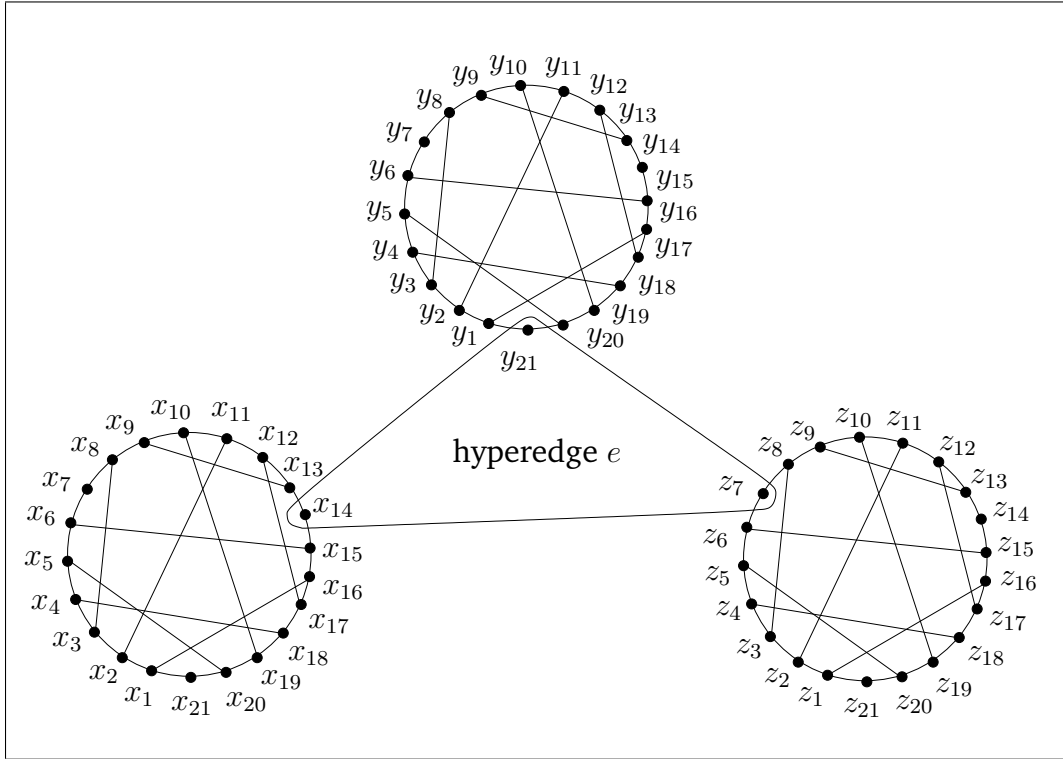 y₁₀ y₁₁
y₉ y₁₂
y₈ y₁₃
y₇ y₁₄
y₆ y₁₅
y₅ y₁₆
y₄ y₁₇
y₃ y₁₈
y₂ y₁₉
y₁ y₂₀
y₂₁
x₁₀ x₁₁
x₉ x₁₂
x₈ x₁₃
x₇ x₁₄
x₆ x₁₅
x₅ x₁₆
x₄ x₁₇
x₃ x₁₈
x₂ x₁₉
x₁ x₂₀
x₂₁
hyperedge e
z₁₀ z₁₁
z₉ z₁₂
z₈ z₁₃
z₇ z₁₄
z₆ z₁₅
z₅ z₁₆
z₄ z₁₇
z₃ z₁₈
z₂ z₁₉
z₁ z₂₀
z₂₁